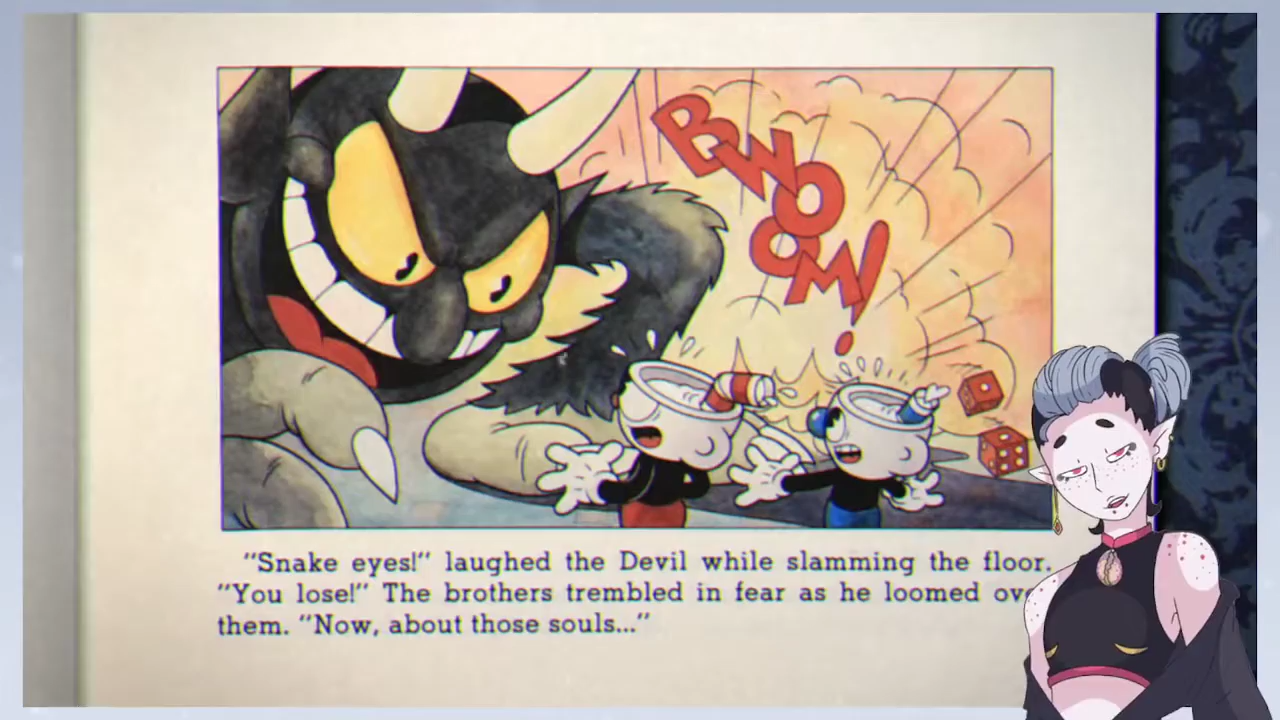 BWOOM!
"Snake eyes!" laughed the Devil while slamming the floor.
"You lose!" The brothers trembled in fear as he loomed ove
them. "Now, about those souls..."